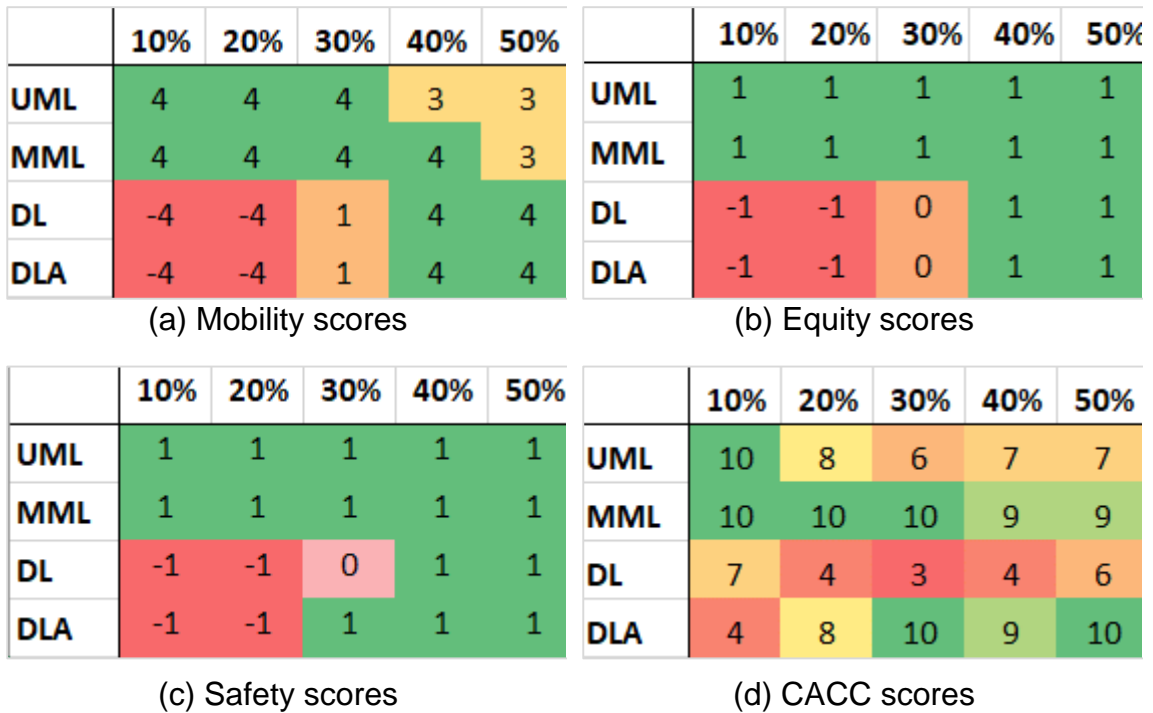 10% 20% 30% 40% 50%
UML 4 4 4 3 3
MML 4 4 4 4 3
DL -4 -4 1 4 4
DLA -4 -4 1 4 4
(a) Mobility scores
10% 20% 30% 40% 50%
UML 1 1 1 1 1
MML 1 1 1 1 1
DL -1 -1 0 1 1
DLA -1 -1 0 1 1
(b) Equity scores
10% 20% 30% 40% 50%
UML 1 1 1 1 1
MML 1 1 1 1 1
DL -1 -1 0 1 1
DLA -1 -1 1 1 1
(c) Safety scores
10% 20% 30% 40% 50%
UML 10 8 6 7 7
MML 10 10 10 9 9
DL 7 4 3 4 6
DLA 4 8 10 9 10
(d) CACC scores